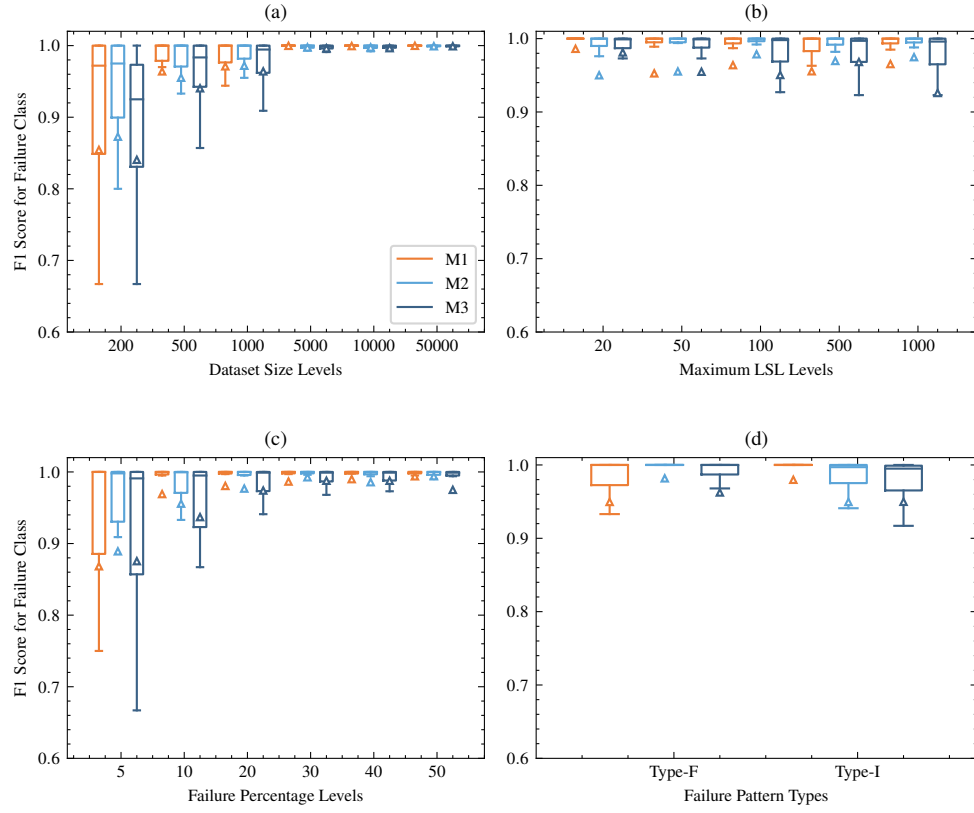 (a)
1.0
0.9
0.8
0.7
0.6
F1 Score for Failure Class
M1
M2
M3
200 500 1000 5000 10000 50000
Dataset Size Levels
(b)
1.0
0.9
0.8
0.7
0.6
20 50 100 500 1000
Maximum LSL Levels
(c)
1.0
0.9
0.8
0.7
0.6
F1 Score for Failure Class
5 10 20 30 40 50
Failure Percentage Levels
(d)
1.0
0.9
0.8
0.7
0.6
Type-F Type-I
Failure Pattern Types